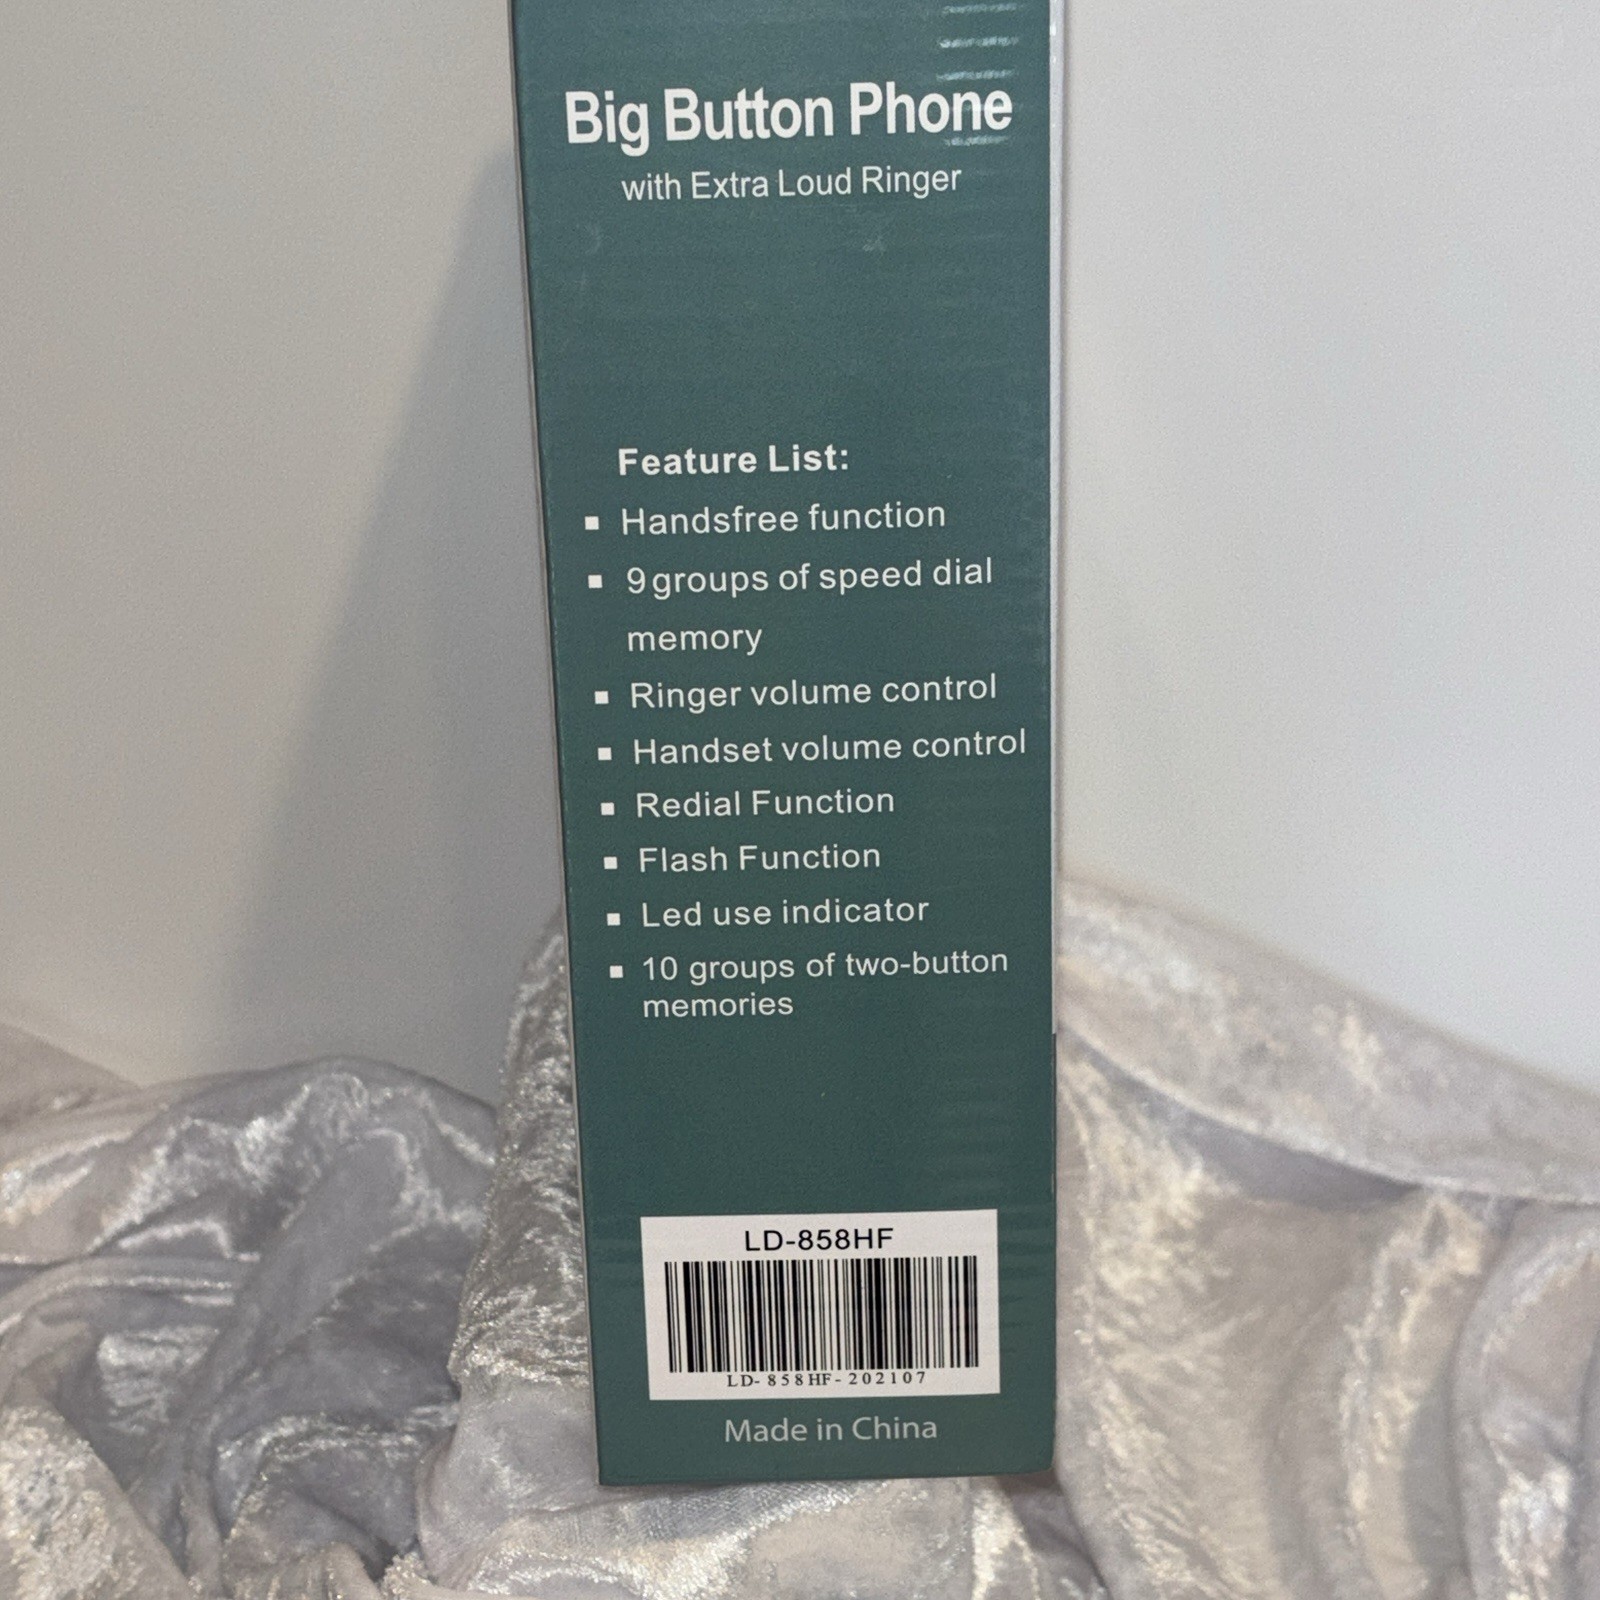 Big Button Phone
with Extra Loud Ringer
Feature List:
▪ Handsfree function
▪ 9 groups of speed dial
memory
▪ Ringer volume control
▪ Handset volume control
▪ Redial Function
▪ Flash Function
▪ Led use indicator
▪ 10 groups of two-button
memories
LD-858HF
LD-858HF-202107
Made in China